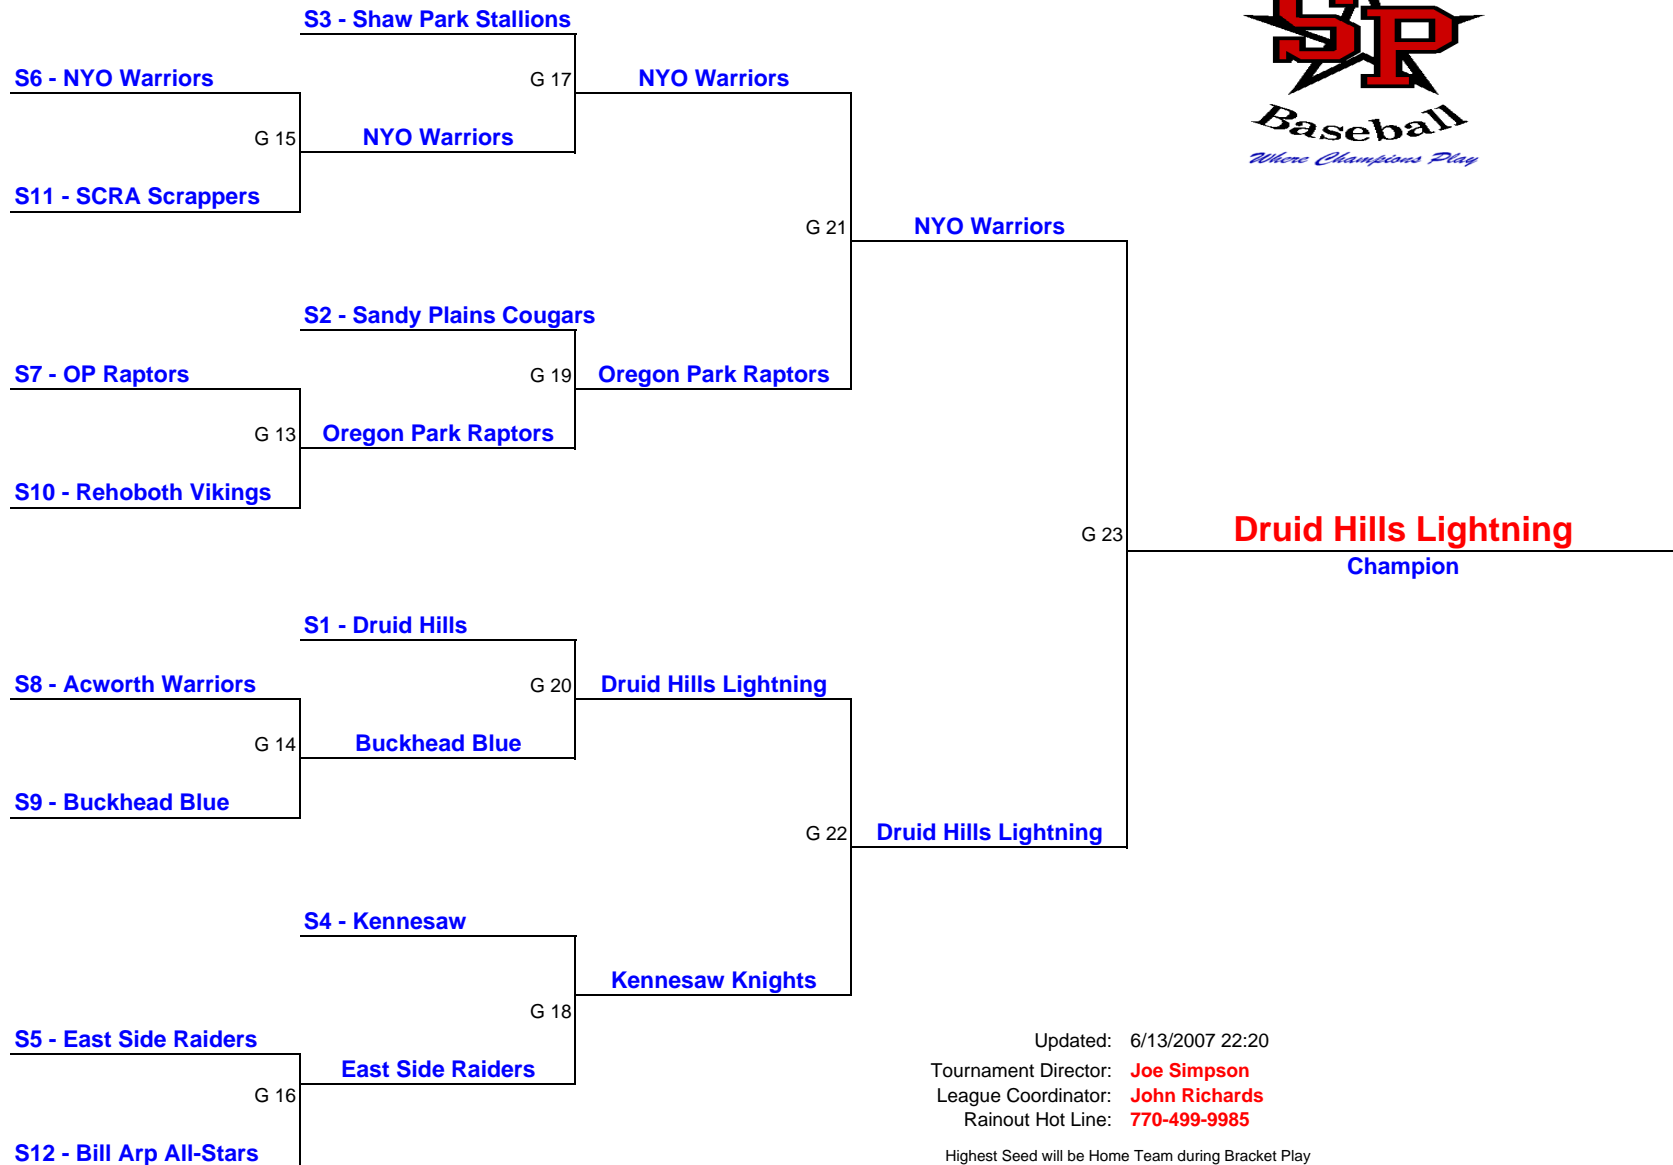 S3 - Shaw Park Stallions
SP
Baseball
Where Champions Play
S6 - NYO Warriors
G 17
NYO Warriors
G 15
NYO Warriors
S11 - SCRA Scrappers
G 21
NYO Warriors
S2 - Sandy Plains Cougars
S7 - OP Raptors
G 19
Oregon Park Raptors
G 13
Oregon Park Raptors
S10 - Rehoboth Vikings
G 23
Druid Hills Lightning
Champion
S1 - Druid Hills
S8 - Acworth Warriors
G 20
Druid Hills Lightning
G 14
Buckhead Blue
S9 - Buckhead Blue
G 22
Druid Hills Lightning
S4 - Kennesaw
Kennesaw Knights
G 18
S5 - East Side Raiders
East Side Raiders
G 16
S12 - Bill Arp All-Stars
Updated: 6/13/2007 22:20
Tournament Director: Joe Simpson
League Coordinator: John Richards
Rainout Hot Line: 770-499-9985
Highest Seed will be Home Team during Bracket Play